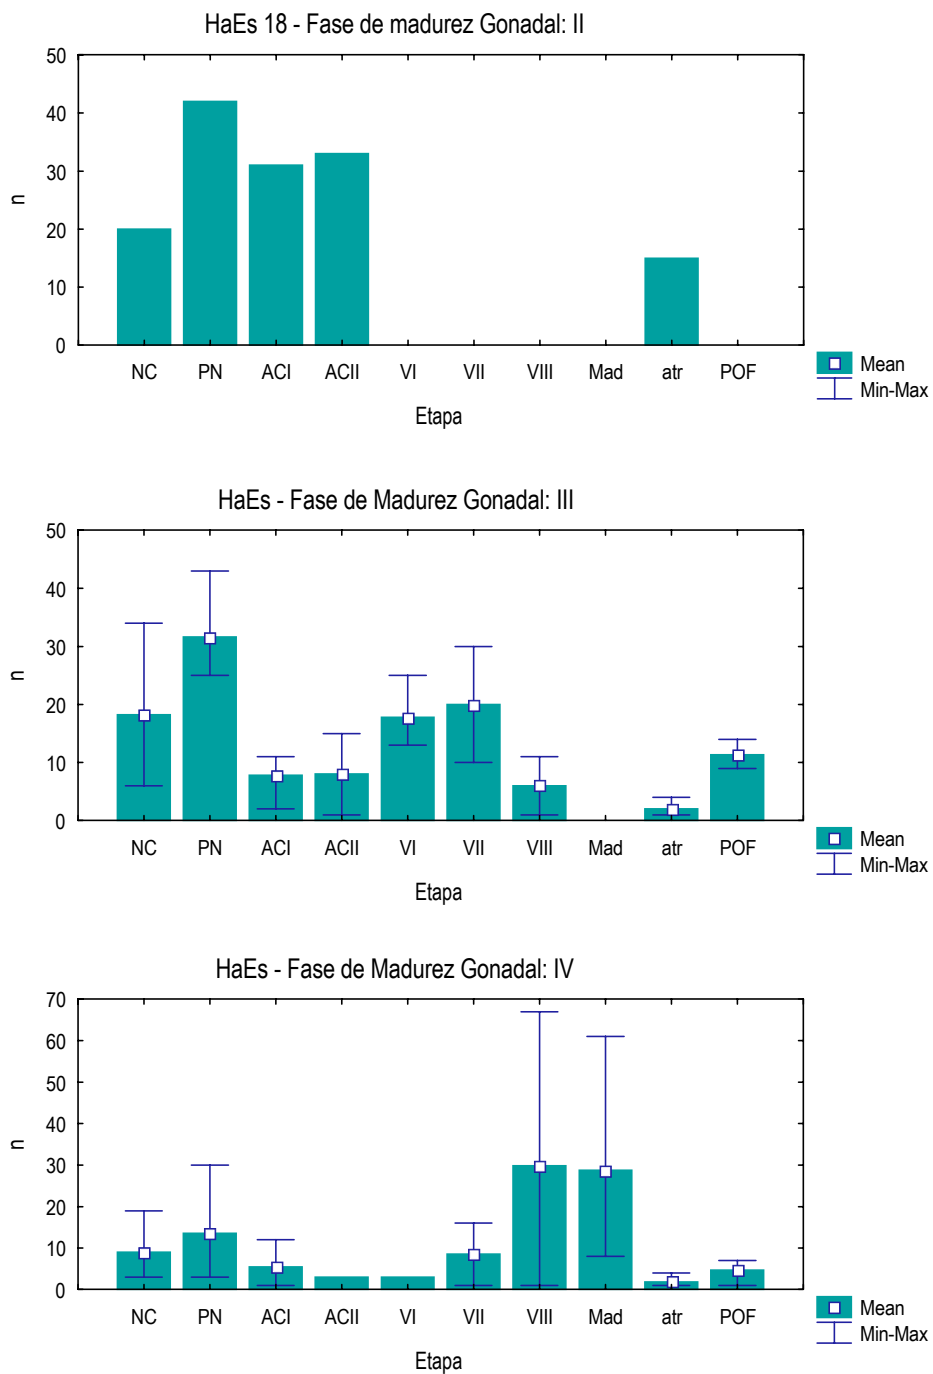 HaEs 18 - Fase de madurez Gonadal: II
50
40
30
20
10
0
n
NC PN ACI ACII VI VII VIII Mad atr POF
Etapa
Mean
Min-Max
HaEs - Fase de Madurez Gonadal: III
50
40
30
20
10
0
n
NC PN ACI ACII VI VII VIII Mad atr POF
Etapa
Mean
Min-Max
HaEs - Fase de Madurez Gonadal: IV
70
60
50
40
30
20
10
0
n
NC PN ACI ACII VI VII VIII Mad atr POF
Etapa
Mean
Min-Max